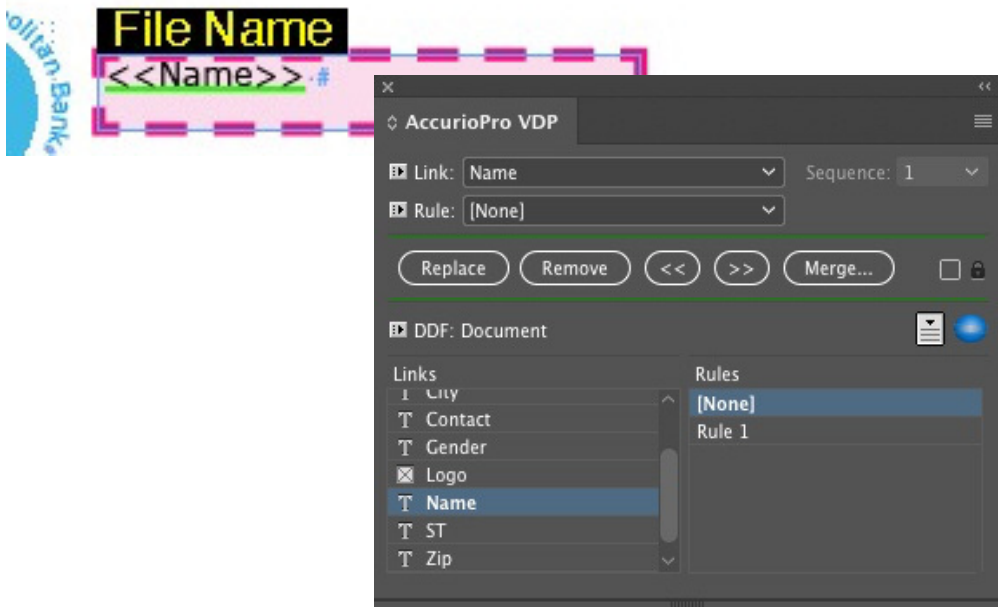 File Name
<<Name>>
#
olitan Bank
AccurioPro VDP
Link: Name
Sequence: 1
Rule: [None]
Replace
Remove
<<
>>
Merge...
DDF: Document
Links
City
Contact
Gender
Logo
Name
ST
Zip
Rules
[None]
Rule 1